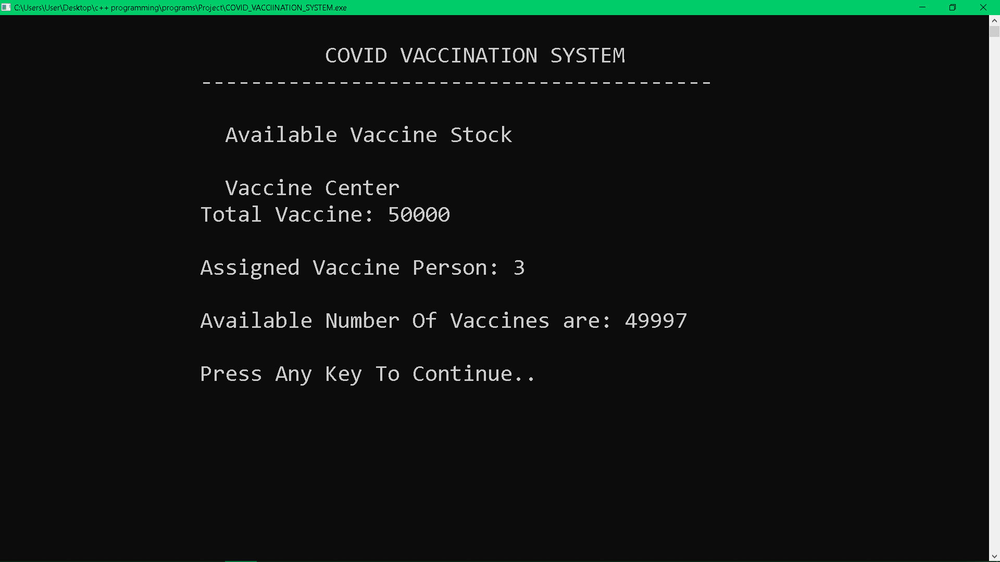 C:\Users\User\Desktop\c++ programming\programs\Project\COVID_VACCIINATION_SYSTEM.exe
COVID VACCINATION SYSTEM
-----------------------------------------
Available Vaccine Stock
Vaccine Center
Total Vaccine: 50000
Assigned Vaccine Person: 3
Available Number Of Vaccines are: 49997
Press Any Key To Continue..